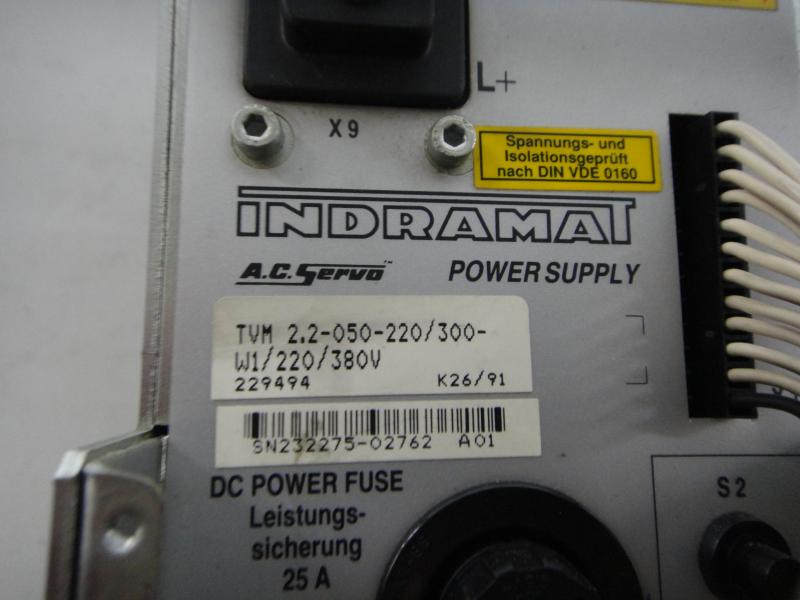 L+
X9
Spannungs- und
Isolationsgeprüft
nach DIN VDE 0160
INDRAMAT
A.C. Servo™ POWER SUPPLY
TVM 2.2-050-220/300-
W1/220/380V
229494 K26/91
SN232275-02762 A01
DC POWER FUSE
Leistungs-
sicherung
25 A
S2